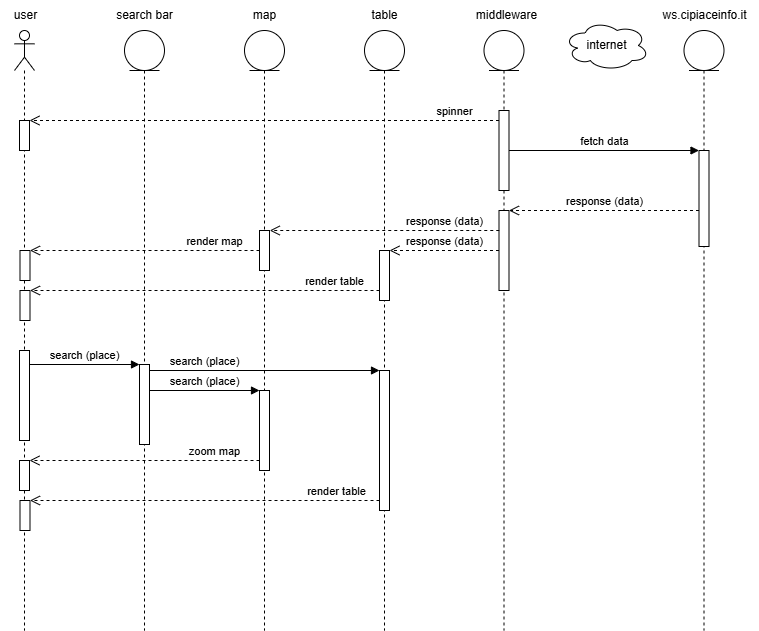 user
search bar
map
table
middleware
internet
ws.cipiaceinfo.it
spinner
fetch data
response (data)
response (data)
render map
response (data)
render table
search (place)
search (place)
search (place)
zoom map
render table